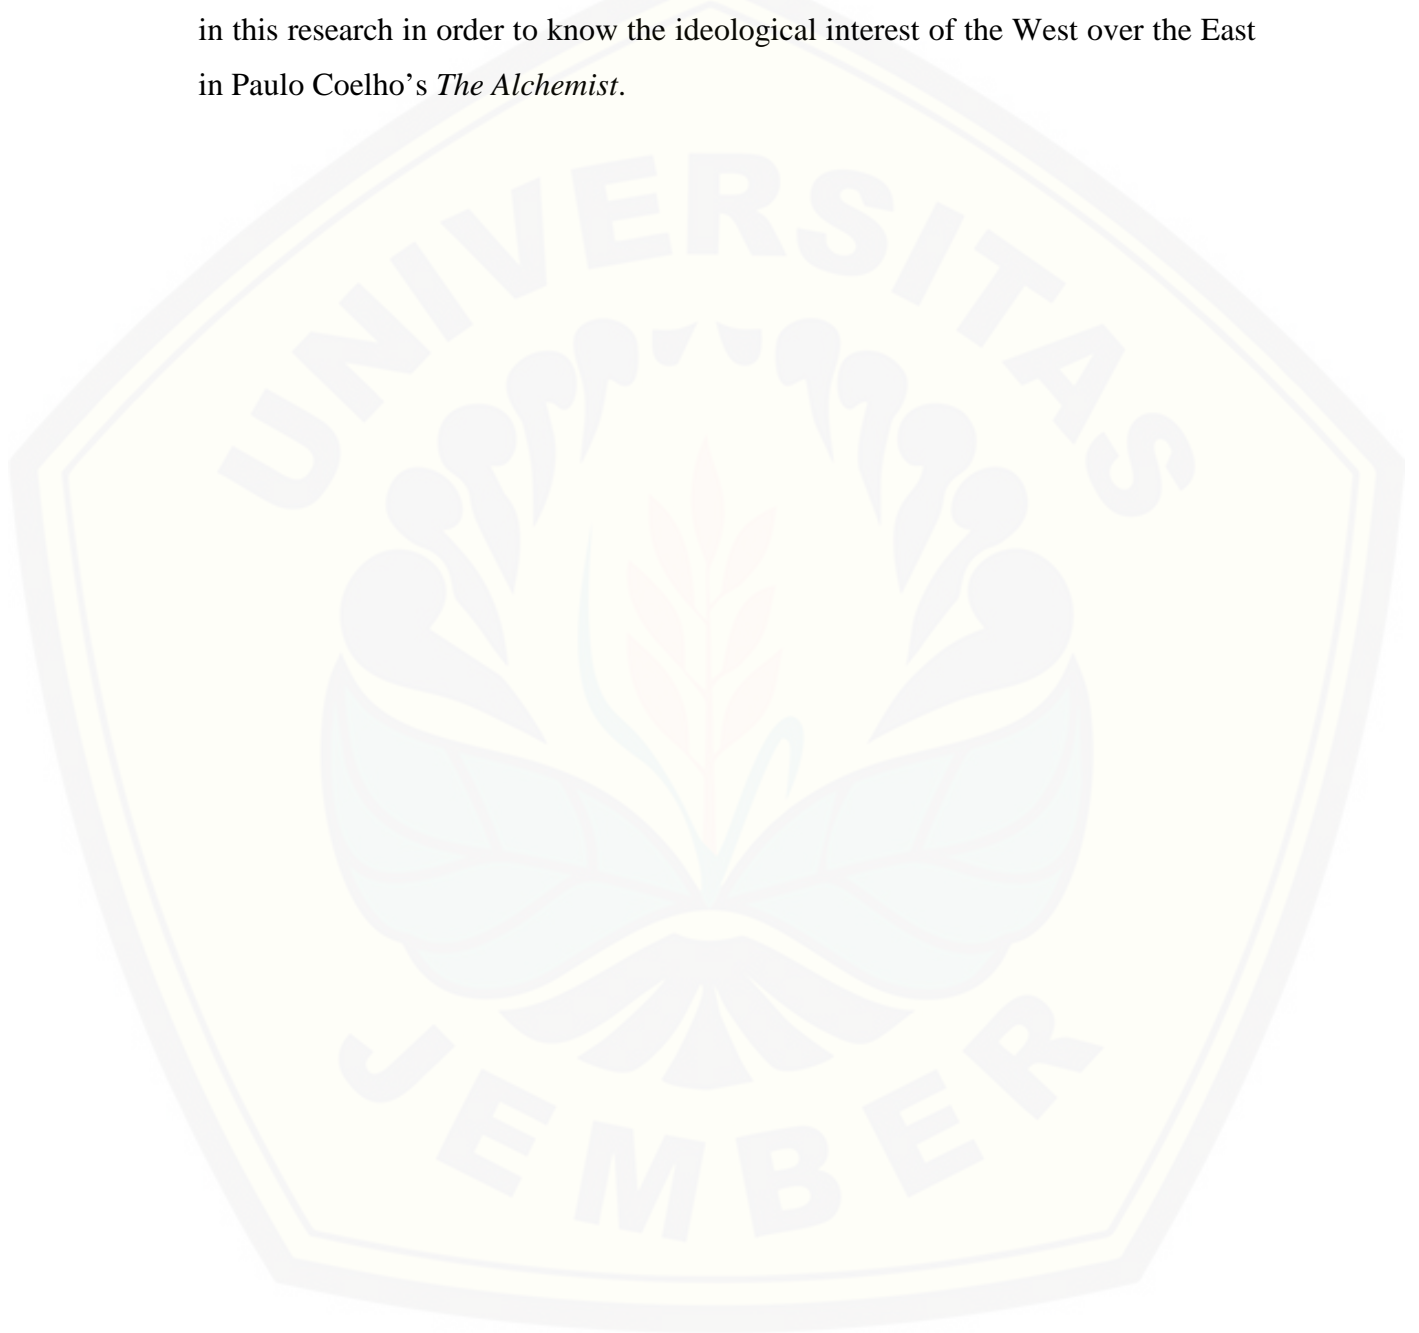 in this research in order to know the ideological interest of the West over the East
in Paulo Coelho’s The Alchemist.
UNIVERSITAS
JEMBER